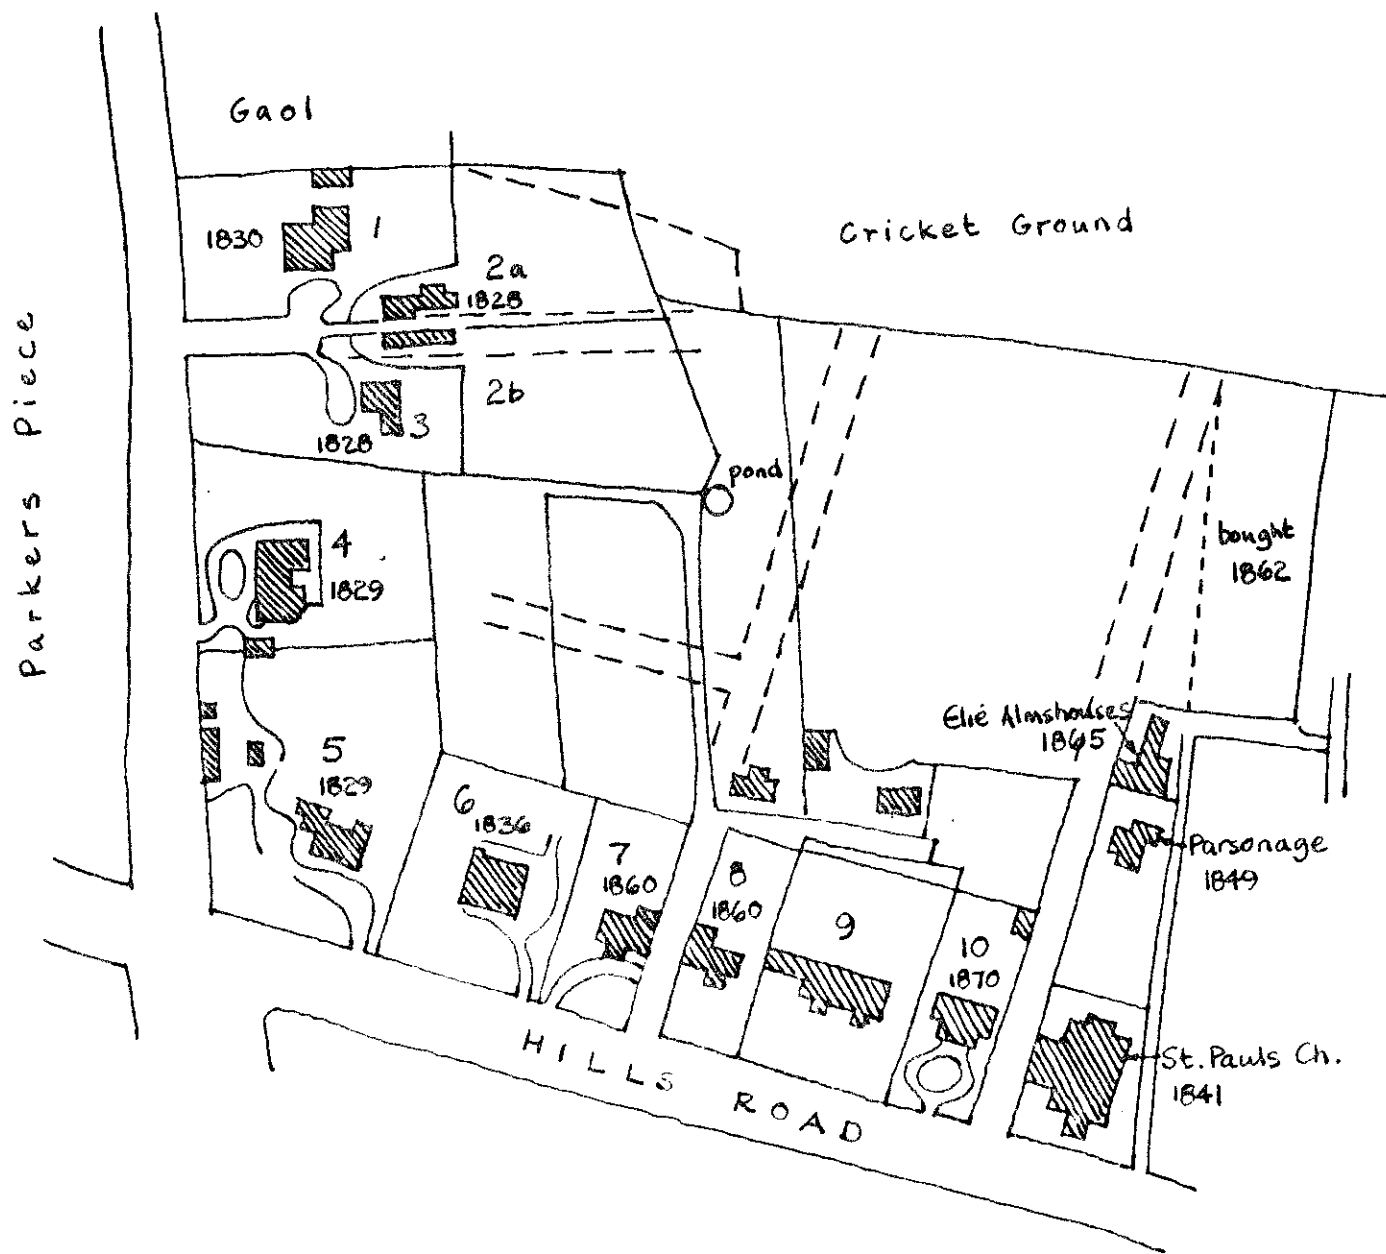 Gaol
Cricket Ground
Parkers Piece
1830
1
2a
1828
2b
3
1828
pond
4
1829
bought
1862
5
1829
6
1836
7
1860
8
1860
9
10
1870
Elié Almshouses
1865
Parsonage
1849
St. Pauls Ch.
1841
HILLS ROAD